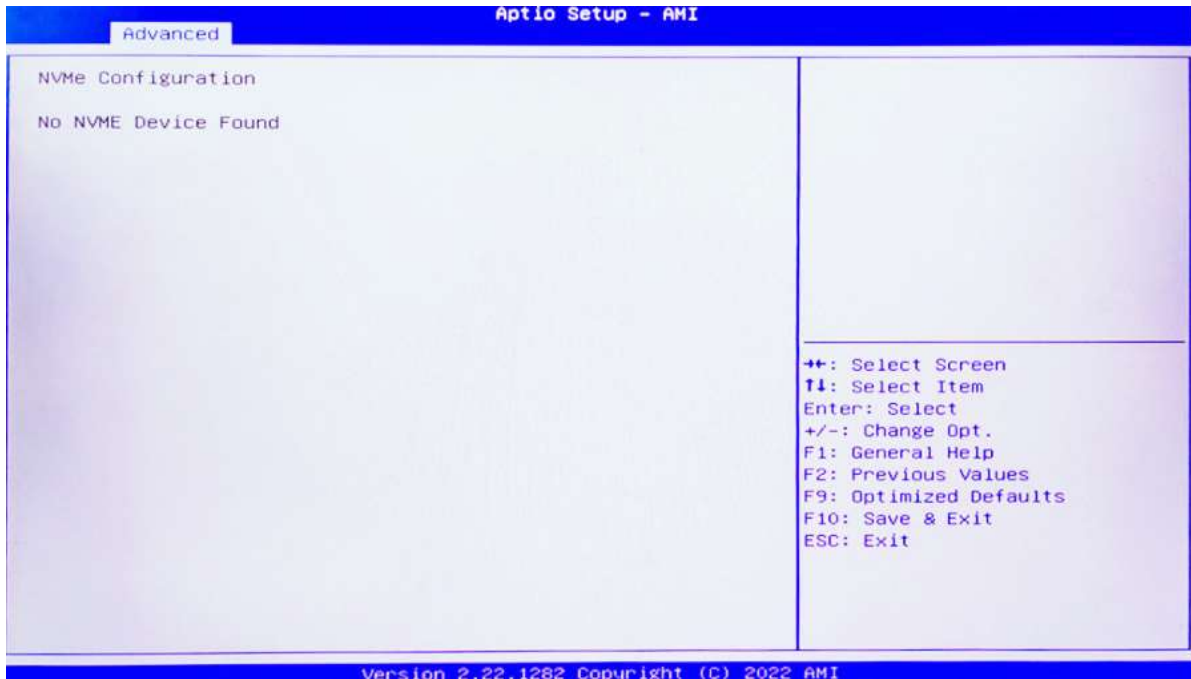 Aptio Setup – AMI
Advanced
NVMe Configuration
No NVME Device Found
→←: Select Screen
↑↓: Select Item
Enter: Select
+/-: Change Opt.
F1: General Help
F2: Previous Values
F9: Optimized Defaults
F10: Save & Exit
ESC: Exit
Version 2.22.1282 Copyright (C) 2022 AMI